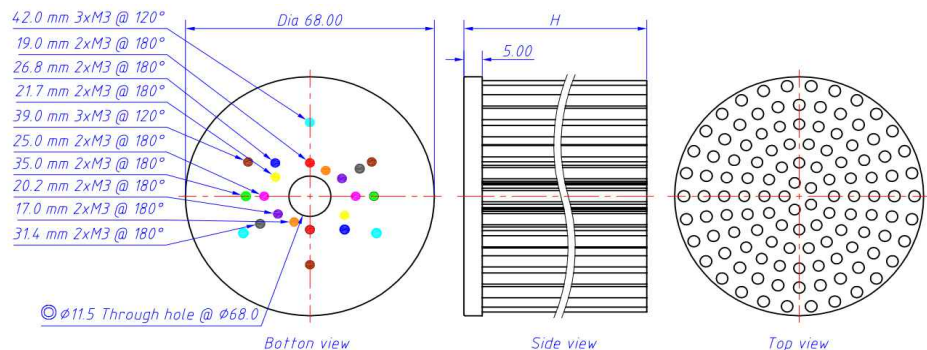 42.0 mm 3xM3 @ 120°
19.0 mm 2xM3 @ 180°
26.8 mm 2xM3 @ 180°
21.7 mm 2xM3 @ 180°
39.0 mm 3xM3 @ 120°
25.0 mm 2xM3 @ 180°
35.0 mm 2xM3 @ 180°
20.2 mm 2xM3 @ 180°
17.0 mm 2xM3 @ 180°
31.4 mm 2xM3 @ 180°
Ø11.5 Through hole @ Ø68.0
Dia 68.00
Botton view
H
5.00
Side view
Top view